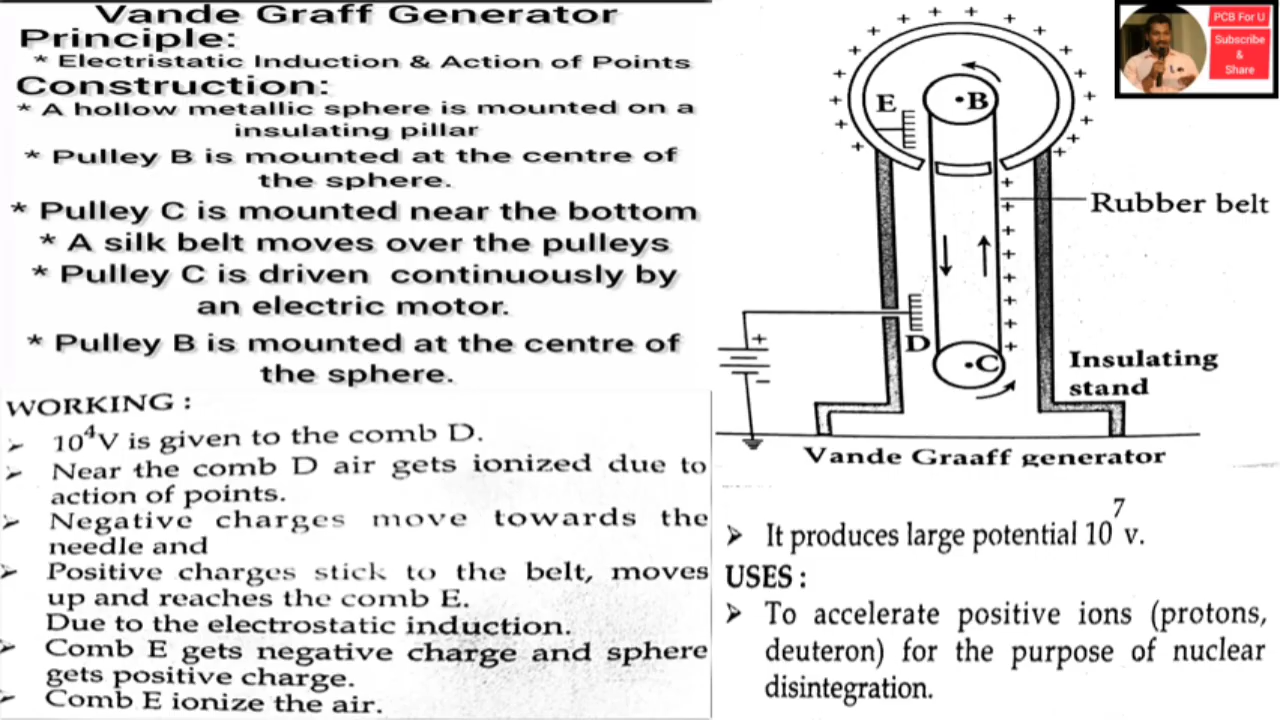 Vande Graff Generator
Principle:
* Electristatic Induction & Action of Points
Construction:
* A hollow metallic sphere is mounted on a
insulating pillar
* Pulley B is mounted at the centre of
the sphere.
* Pulley C is mounted near the bottom
* A silk belt moves over the pulleys
* Pulley C is driven continuously by
an electric motor.
* Pulley B is mounted at the centre of
the sphere.
WORKING :
➢ 10⁴V is given to the comb D.
➢ Near the comb D air gets ionized due to
action of points.
➢ Negative charges move towards the
needle and
➢ Positive charges stick to the belt, moves
up and reaches the comb E.
Due to the electrostatic induction.
➢ Comb E gets negative charge and sphere
gets positive charge.
➢ Comb E ionize the air.
E
B
Rubber belt
D
C
+
−
Insulating
stand
Vande Graaff generator
➢ It produces large potential 10⁷v.
USES :
➢ To accelerate positive ions (protons,
deuteron) for the purpose of nuclear
disintegration.
PCB For U
Subscribe
&
Share